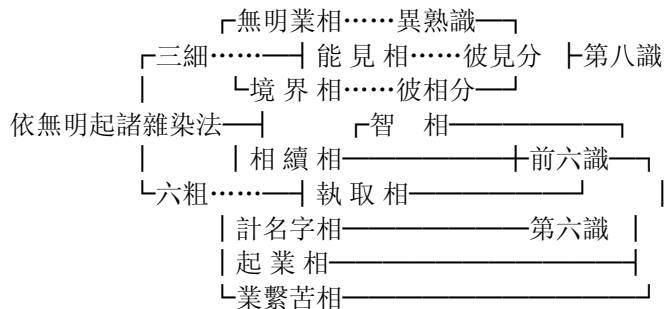 ┌無明業相……異熟識─┐
┌三細……─┤能見相……彼見分 ├第八識
│ └境界相……彼相分─┘
依無明起諸雜染法─┤ ┌智 相──────┐
│ │相續相──────┼前六識─┐
└六粗……─┤執取相──────┘ │
│計名字相───────第六識 │
│起業相───────────┤
└業繫苦相───────────┘